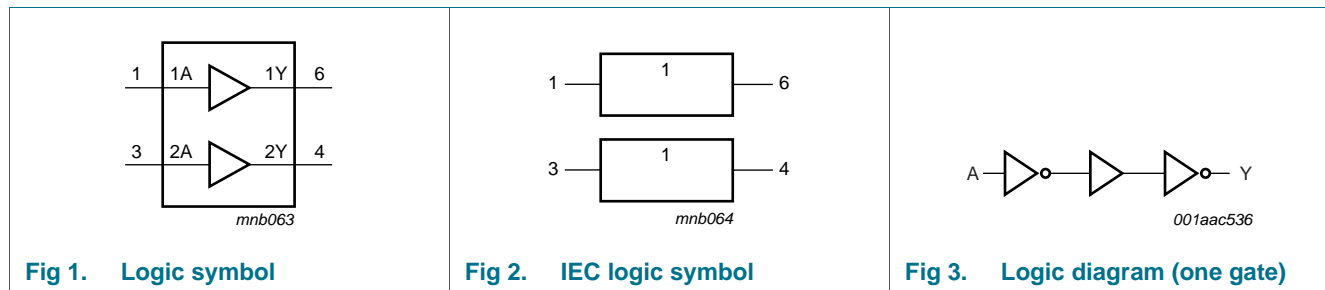 1 1A 1Y 6
3 2A 2Y 4
mnb063
Fig 1. Logic symbol
1 1 6
3 1 4
mnb064
Fig 2. IEC logic symbol
A Y
001aac536
Fig 3. Logic diagram (one gate)